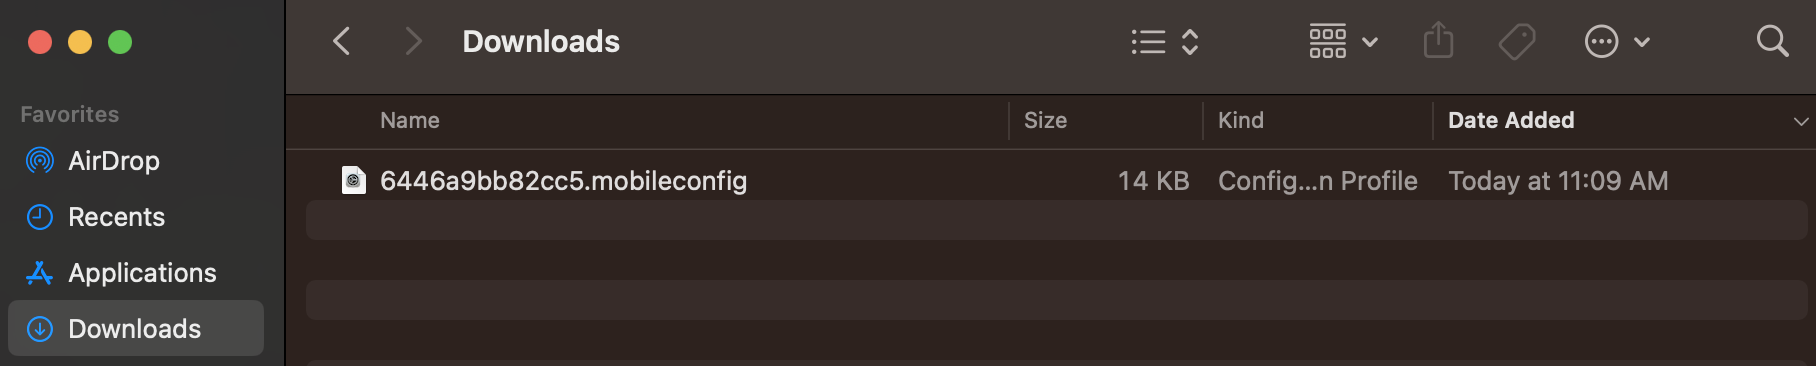 Downloads
Favorites
AirDrop
Recents
Applications
Downloads
Name Size Kind Date Added
6446a9bb82cc5.mobileconfig 14 KB Config...n Profile Today at 11:09 AM